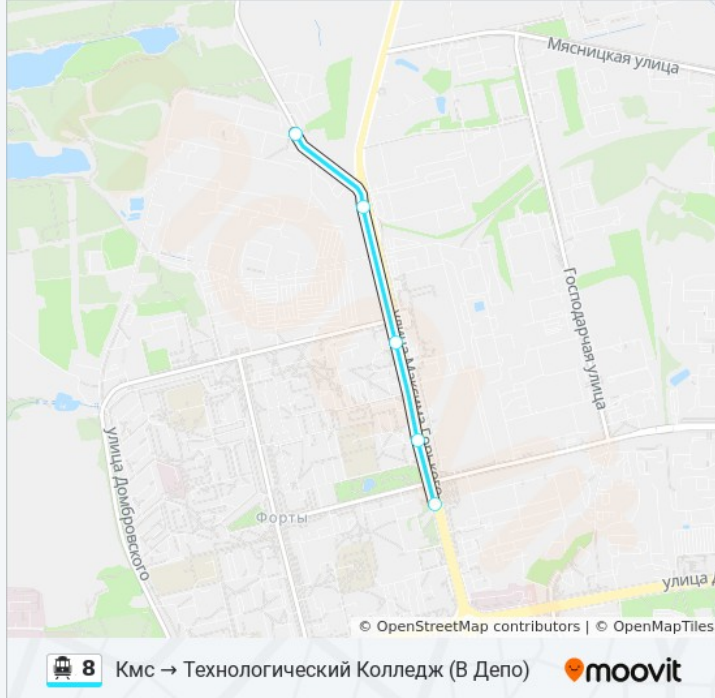 Мясницкая улица
Господарчая улица
улица Максима Горького
улица Домбровского
Форты
улица Д
© OpenStreetMap contributors | © OpenMapTiles
8 Кмс → Технологический Колледж (В Депо)
moovit